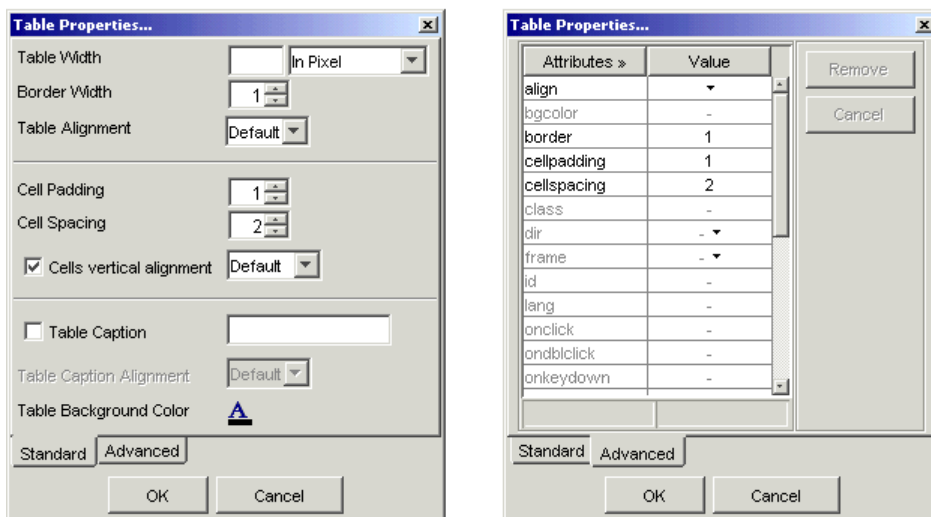 Table Properties...
Table Width In Pixel
Border Width 1
Table Alignment Default
Cell Padding 1
Cell Spacing 2
Cells vertical alignment Default
Table Caption
Table Caption Alignment Default
Table Background Color A
Standard Advanced
OK Cancel
Table Properties...
Attributes » Value
Remove
Cancel
align
bgcolor -
border 1
cellpadding 1
cellspacing 2
class -
dir -
frame -
id -
lang -
onclick -
ondblclick -
onkeydown -
Standard Advanced
OK Cancel